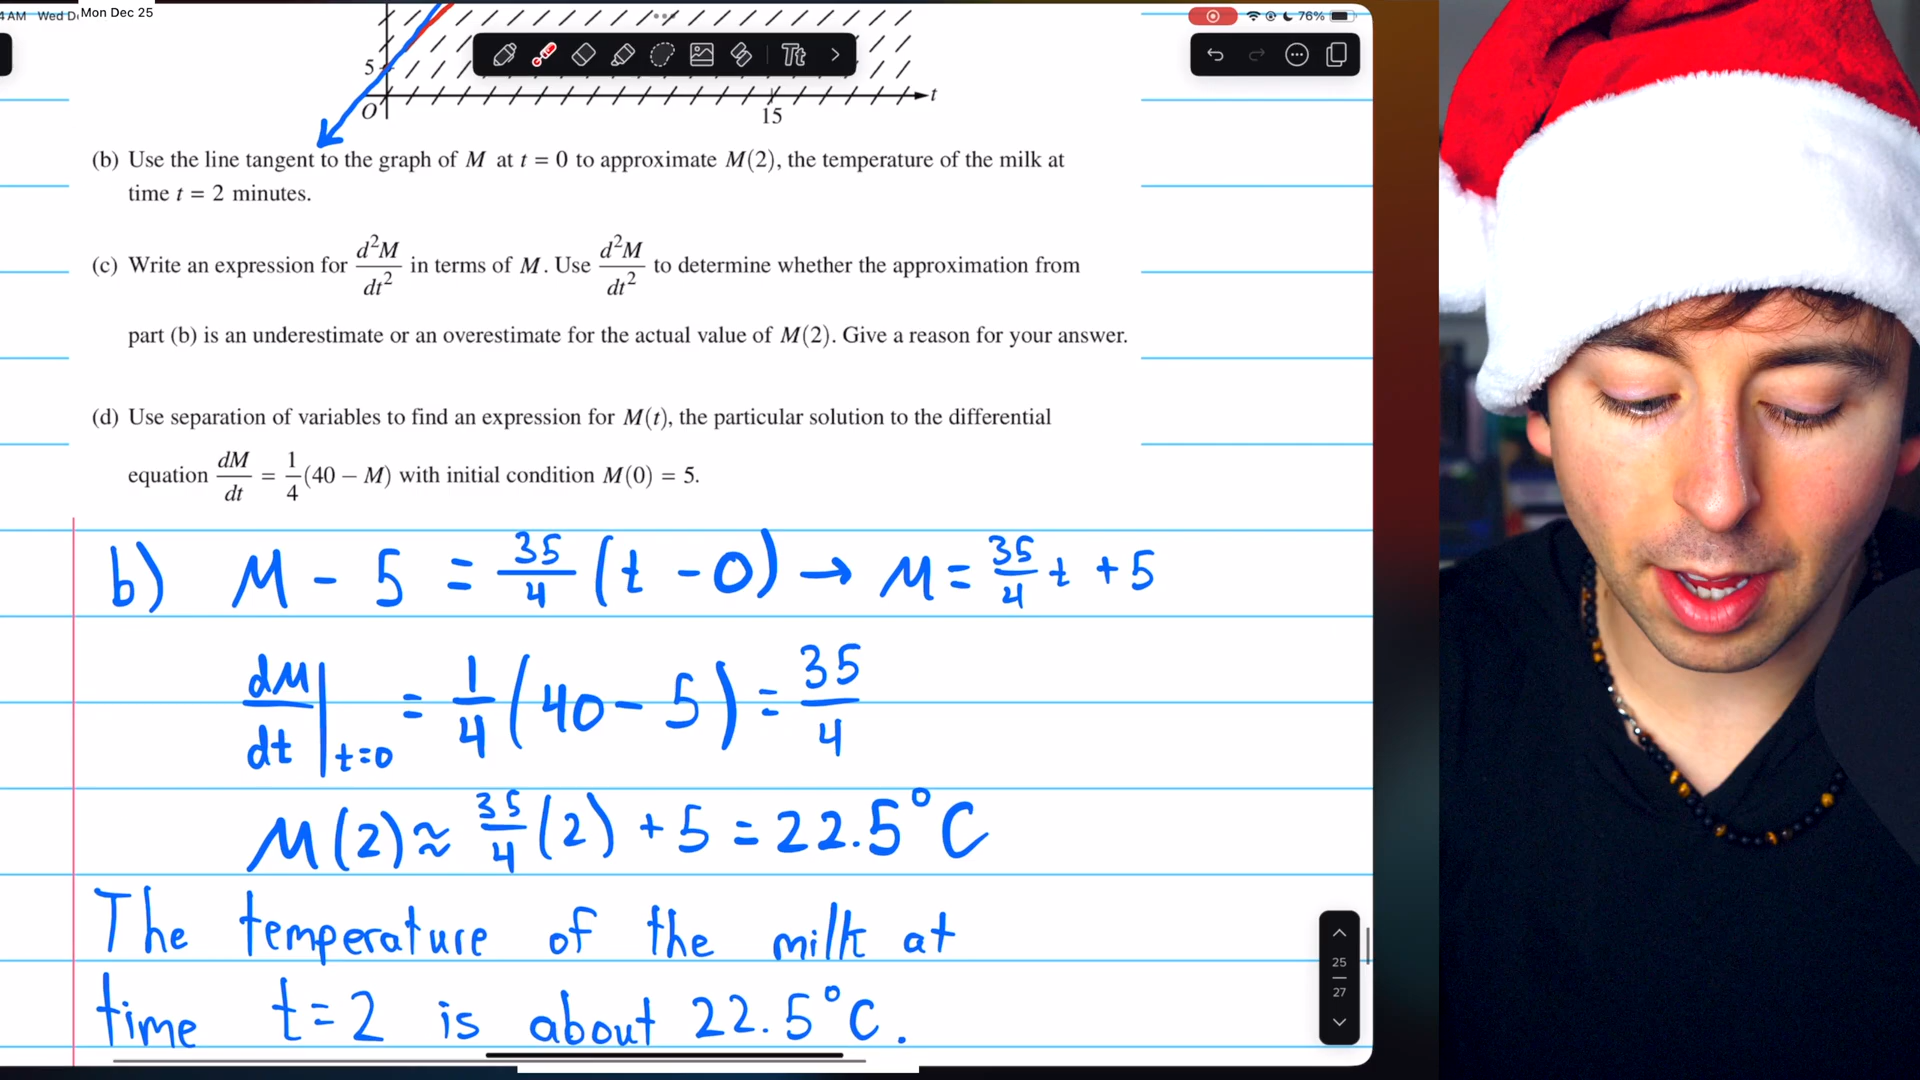 4 AM Wed D
Mon Dec 25
76%
5
Tt
O
15
t
(b) Use the line tangent to the graph of M at t = 0 to approximate M(2), the temperature of the milk at
time t = 2 minutes.
(c) Write an expression for d²M/dt² in terms of M. Use d²M/dt² to determine whether the approximation from
part (b) is an underestimate or an overestimate for the actual value of M(2). Give a reason for your answer.
(d) Use separation of variables to find an expression for M(t), the particular solution to the differential
equation dM/dt = 1/4(40 − M) with initial condition M(0) = 5.
b) M - 5 = 35/4 (t - 0) → M = 35/4 t + 5
dM/dt |t=0 = 1/4 (40 - 5) = 35/4
M(2) ≈ 35/4 (2) + 5 = 22.5°C
The temperature of the milk at
time t=2 is about 22.5°C.
25
27